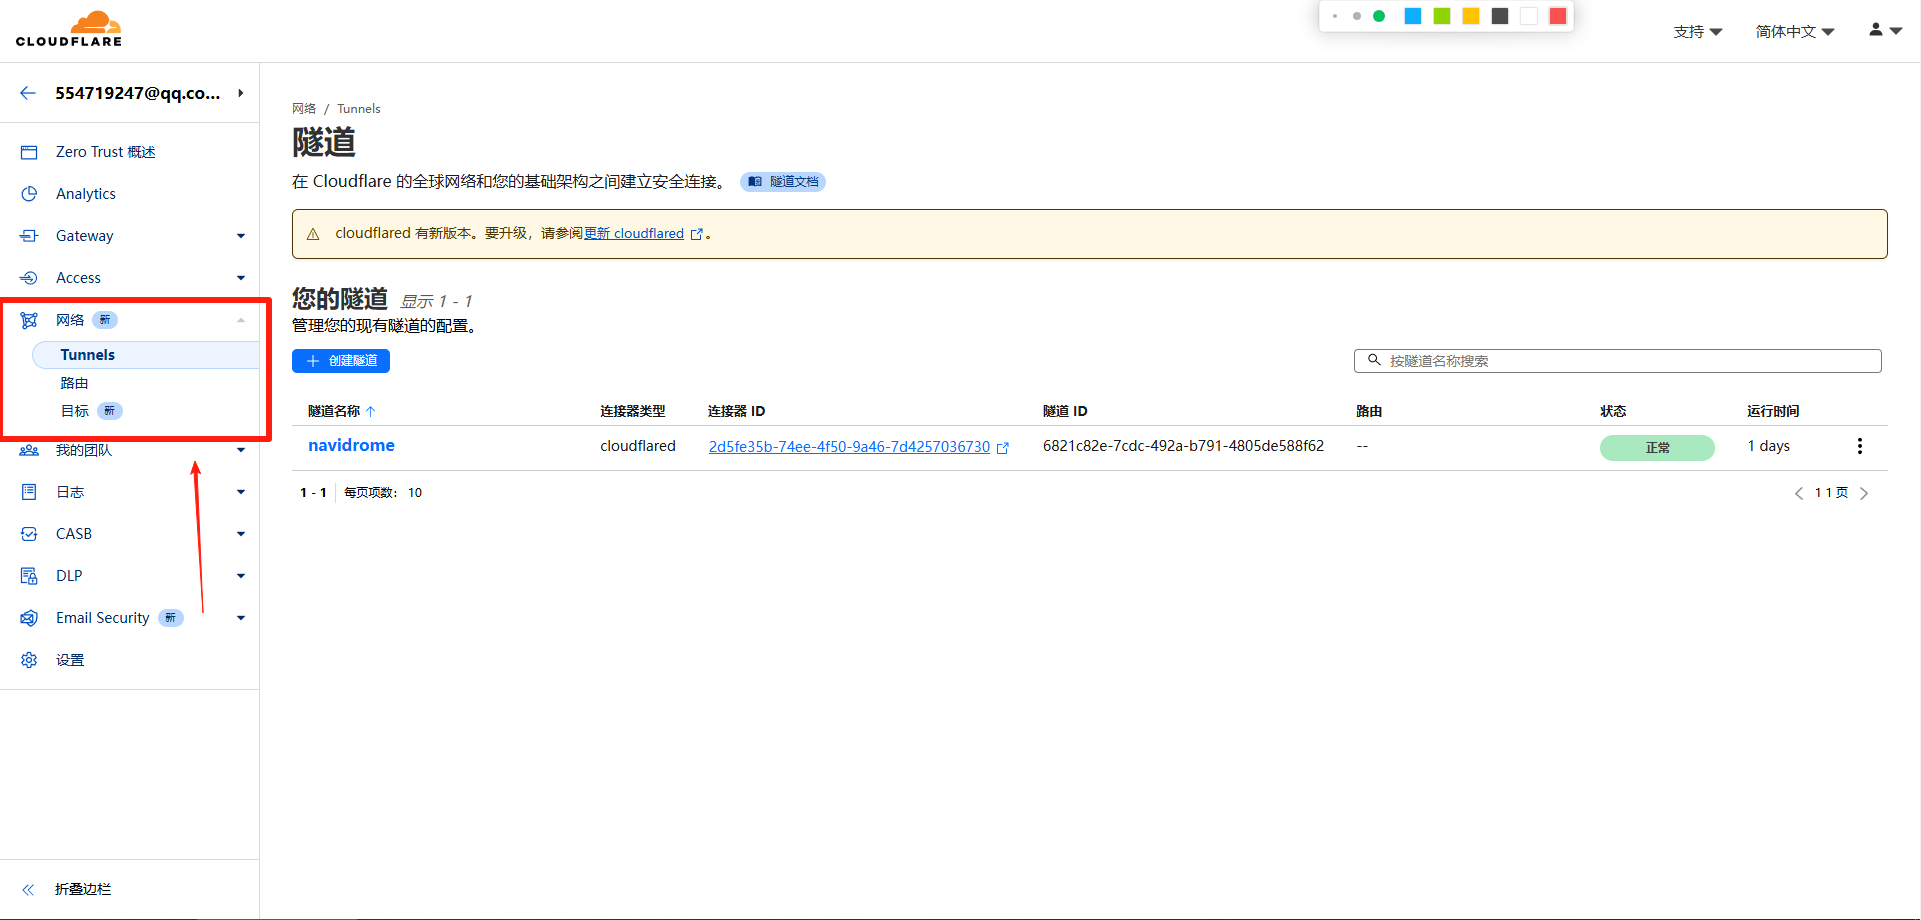 CLOUDFLARE
支持
简体中文
554719247@qq.co...
Zero Trust 概述
Analytics
Gateway
Access
网络 新
Tunnels
路由
目标 新
我的团队
日志
CASB
DLP
Email Security 新
设置
折叠边栏
网络 / Tunnels
隧道
在 Cloudflare 的全球网络和您的基础架构之间建立安全连接。 隧道文档
cloudflared 有新版本。要升级，请参阅更新 cloudflared 。
您的隧道 显示 1 - 1
管理您的现有隧道的配置。
创建隧道
按隧道名称搜索
隧道名称 连接器类型 连接器 ID 隧道 ID 路由 状态 运行时间
navidrome cloudflared 2d5fe35b-74ee-4f50-9a46-7d4257036730 6821c82e-7cdc-492a-b791-4805de588f62 -- 正常 1 days
1 - 1 每页项数： 10
1 1 页